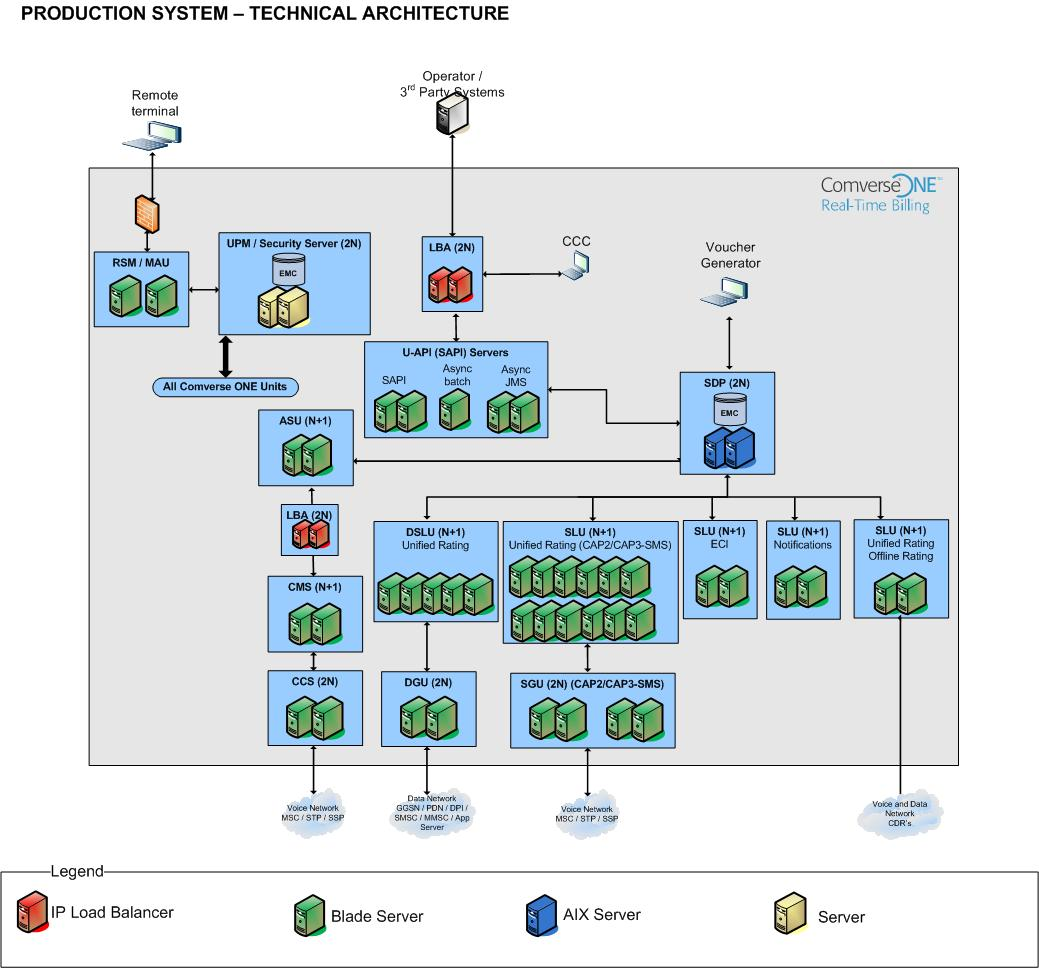 PRODUCTION SYSTEM – TECHNICAL ARCHITECTURE
Remote
terminal
Operator /
3rd Party Systems
ComverseONE™
Real-Time Billing
RSM / MAU
UPM / Security Server (2N)
EMC
LBA (2N)
CCC
Voucher
Generator
All Comverse ONE Units
U-API (SAPI) Servers
SAPI
Async
batch
Async
JMS
SDP (2N)
EMC
ASU (N+1)
LBA (2N)
CMS (N+1)
CCS (2N)
DSLU (N+1)
Unified Rating
SLU (N+1)
Unified Rating (CAP2/CAP3-SMS)
SLU (N+1)
ECI
SLU (N+1)
Notifications
SLU (N+1)
Unified Rating
Offline Rating
DGU (2N)
SGU (2N) (CAP2/CAP3-SMS)
Voice Network
MSC / STP / SSP
Data Network
GGSN / PDN / DPI /
SMSC / MMSC / App
Server
Voice Network
MSC / STP / SSP
Voice and Data
Network
CDR's
Legend
IP Load Balancer
Blade Server
AIX Server
Server